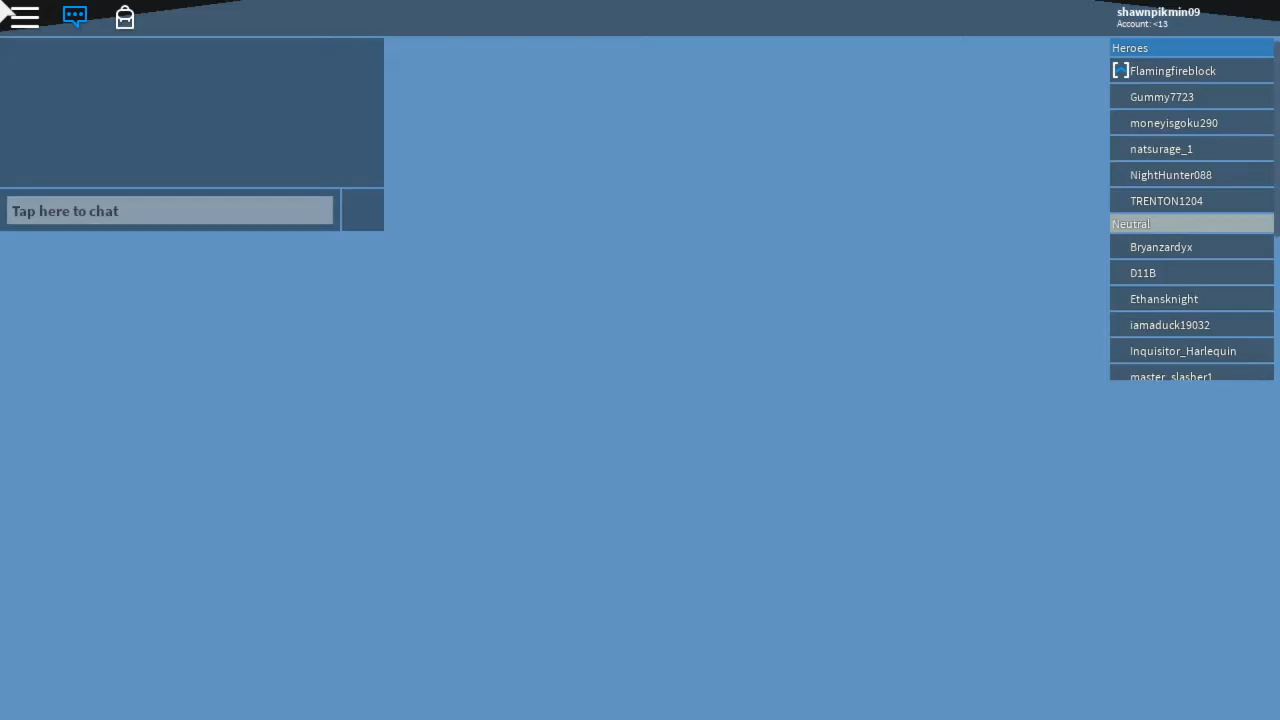 shawnpikmin09
Account: <13
Heroes
Flamingfireblock
Gummy7723
moneyisgoku290
natsurage_1
NightHunter088
TRENTON1204
Neutral
Bryanzardyx
D11B
Ethansknight
iamaduck19032
Inquisitor_Harlequin
master_slasher1
Tap here to chat